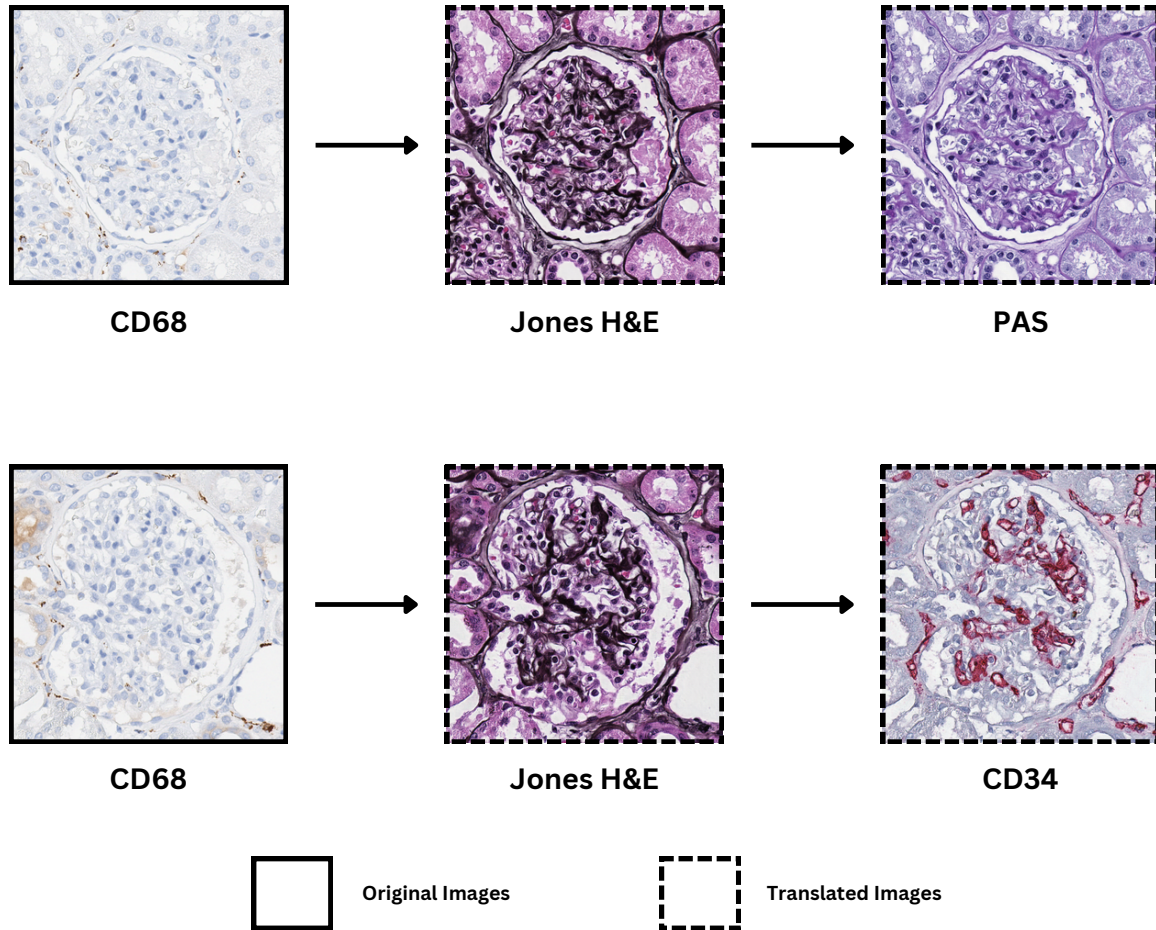 CD68
Jones H&E
PAS
CD68
Jones H&E
CD34
Original Images
Translated Images